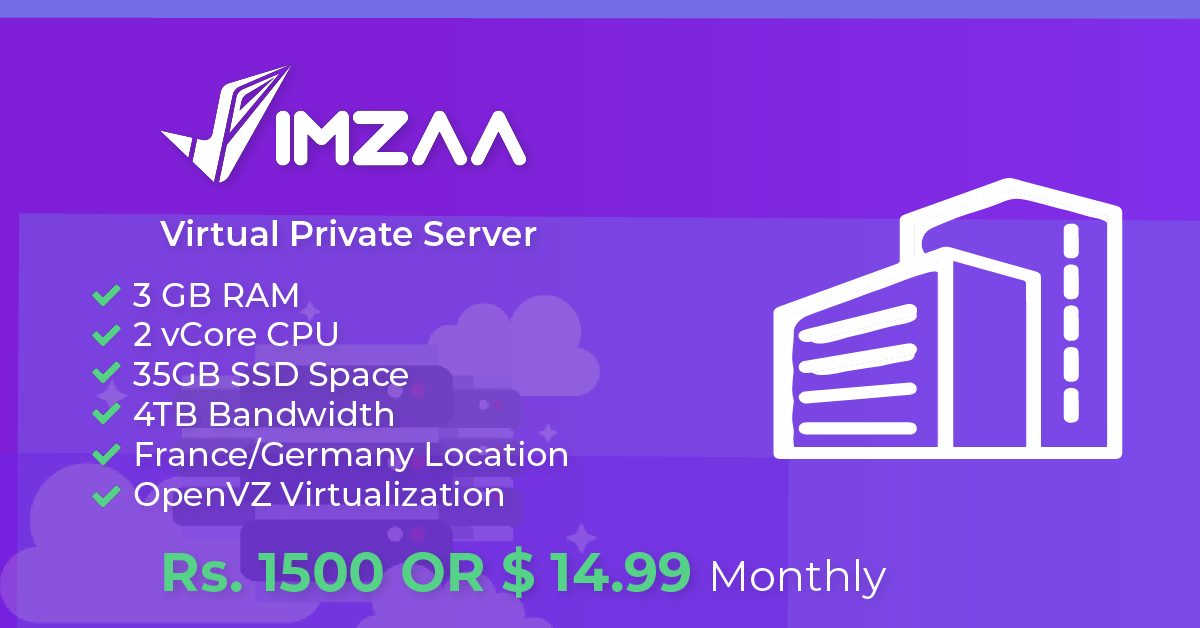 IMZAA
Virtual Private Server
3 GB RAM
2 vCore CPU
35GB SSD Space
4TB Bandwidth
France/Germany Location
OpenVZ Virtualization
Rs. 1500 OR $ 14.99 Monthly